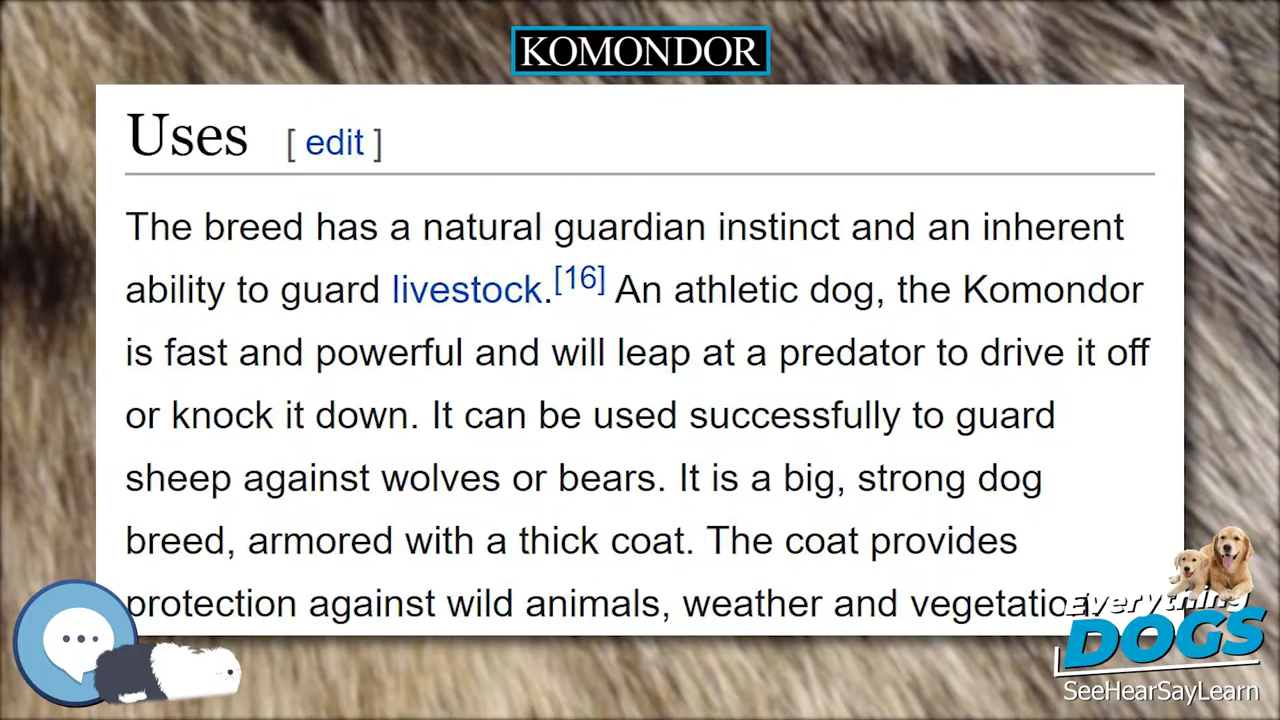 KOMONDOR
Uses [ edit ]
The breed has a natural guardian instinct and an inherent
ability to guard livestock.[16] An athletic dog, the Komondor
is fast and powerful and will leap at a predator to drive it off
or knock it down. It can be used successfully to guard
sheep against wolves or bears. It is a big, strong dog
breed, armored with a thick coat. The coat provides
protection against wild animals, weather and vegetation.
Everything
DOGS
SeeHearSayLearn